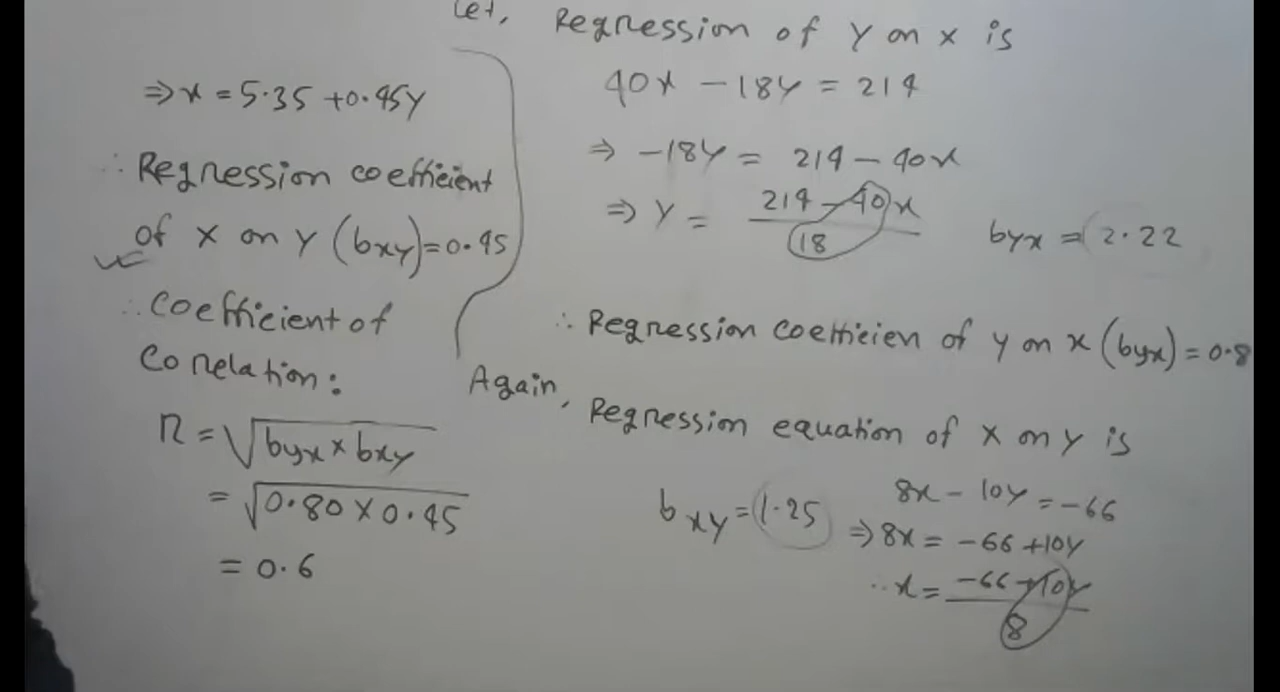 Let, Regression of Y on x is
40x - 18y = 214
⇒ -18y = 214 - 40x
⇒ y = (214 - 40x)/18
byx = 2.22
∴ Regression coefficien of y on x (byx) = 0.8
Again, Regression equation of x on y is
8x - 10y = -66
bxy = 1.25
⇒ 8x = -66 + 10y
∴ x = (-66 + 10y)/8
⇒ x = 5.35 + 0.45y
∴ Regression coefficient
of x on y (bxy) = 0.45
∴ Coefficient of
Correlation:
r = √(byx × bxy)
= √(0.80 × 0.45)
= 0.6